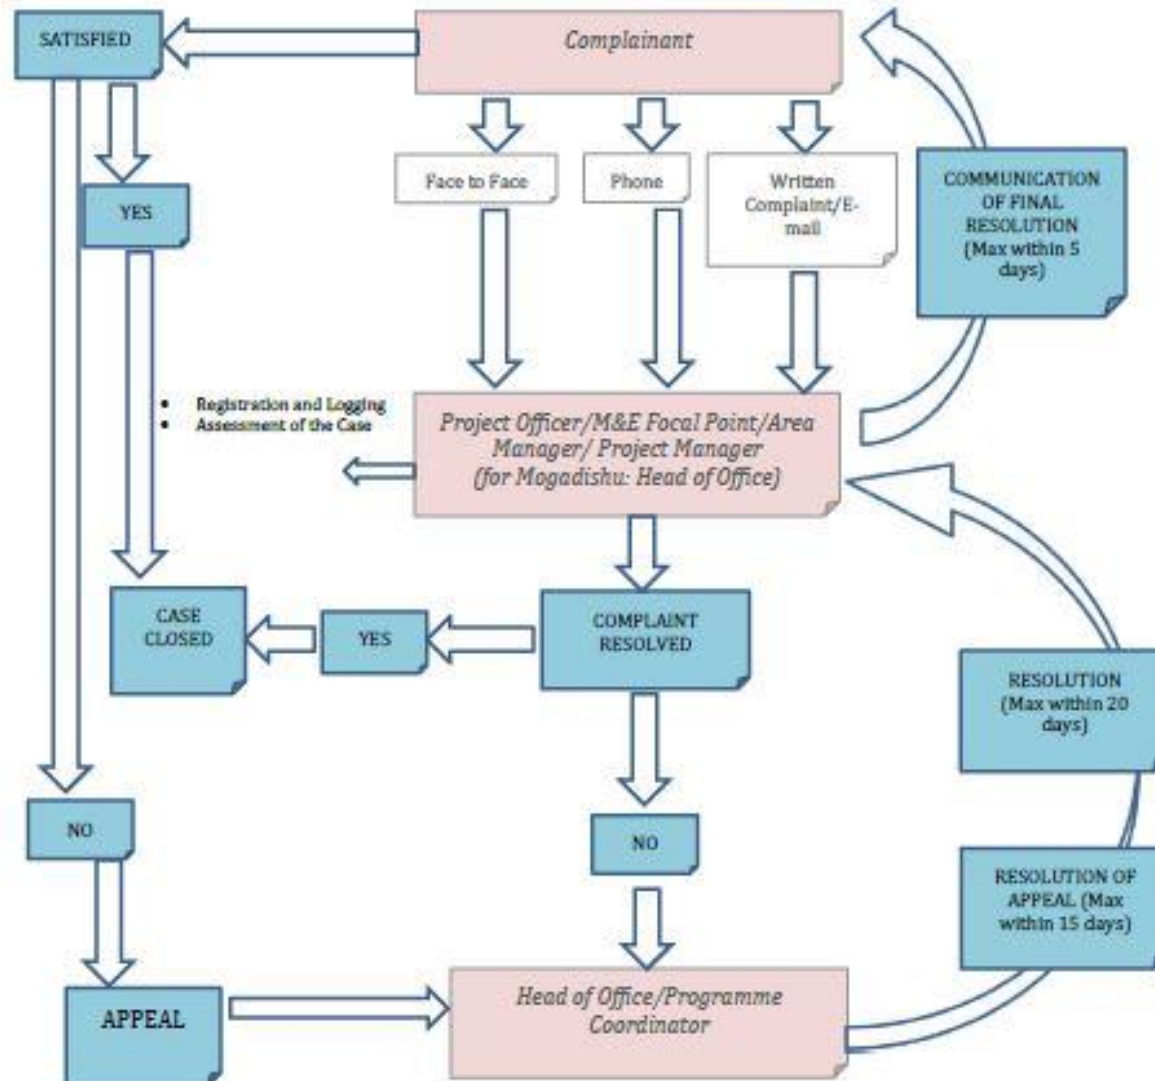 SATISFIED
Complainant
Face to Face
Phone
Written
Complaint/E-
mail
COMMUNICATION
OF FINAL
RESOLUTION
(Max within 5
days)
YES
• Registration and Logging
• Assessment of the Case
Project Officer/M&E Focal Point/Area
Manager/ Project Manager
(for Mogadishu: Head of Office)
CASE
CLOSED
YES
COMPLAINT
RESOLVED
RESOLUTION
(Max within 20
days)
NO
NO
RESOLUTION OF
APPEAL (Max
within 15 days)
APPEAL
Head of Office/Programme
Coordinator